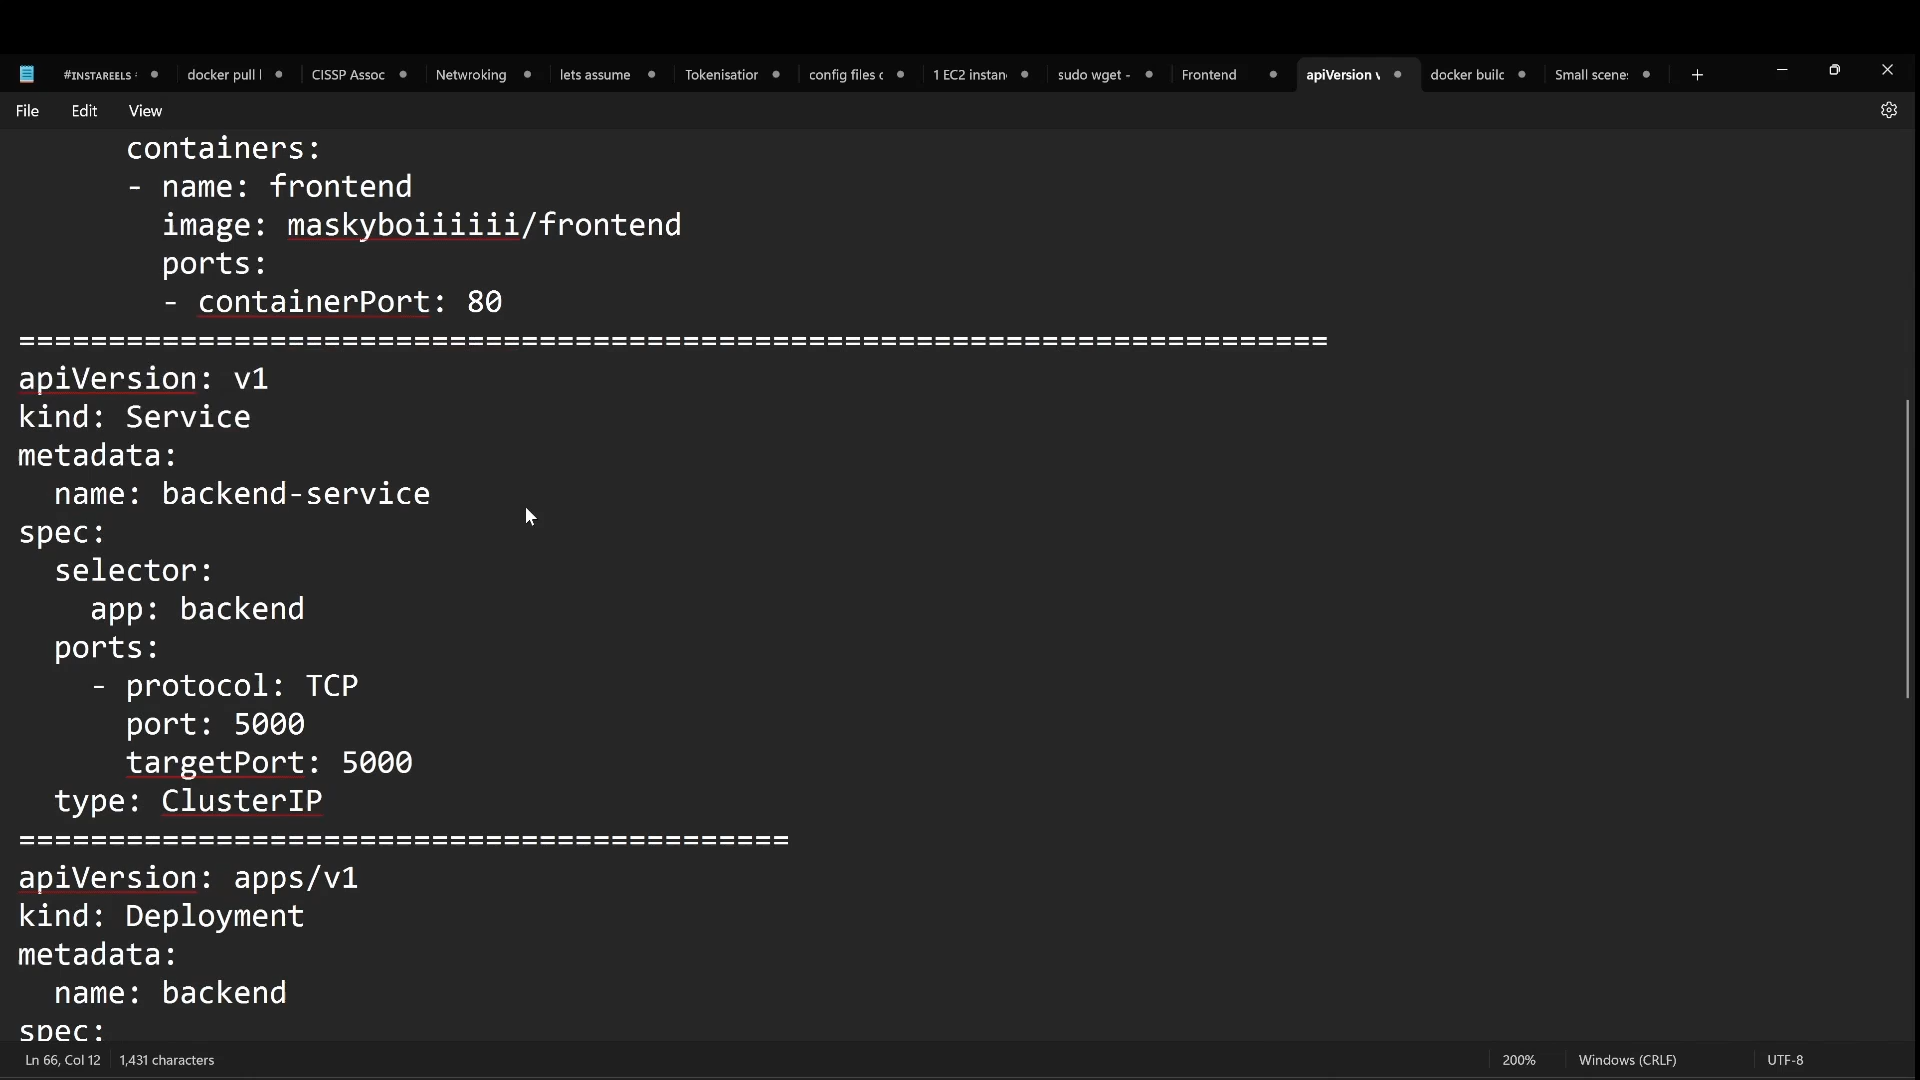 #INSTAREELS
docker pull
CISSP Assoc
Netwroking
lets assume
Tokenisatior
config files
1 EC2 instan
sudo wget -
Frontend
apiVersion
docker builc
Small scene
File Edit View
containers:
- name: frontend
image: maskyboiiiiii/frontend
ports:
- containerPort: 80
=========================================================================
apiVersion: v1
kind: Service
metadata:
name: backend-service
spec:
selector:
app: backend
ports:
- protocol: TCP
port: 5000
targetPort: 5000
type: ClusterIP
===========================================
apiVersion: apps/v1
kind: Deployment
metadata:
name: backend
spec:
Ln 66, Col 12 1,431 characters 200% Windows (CRLF) UTF-8